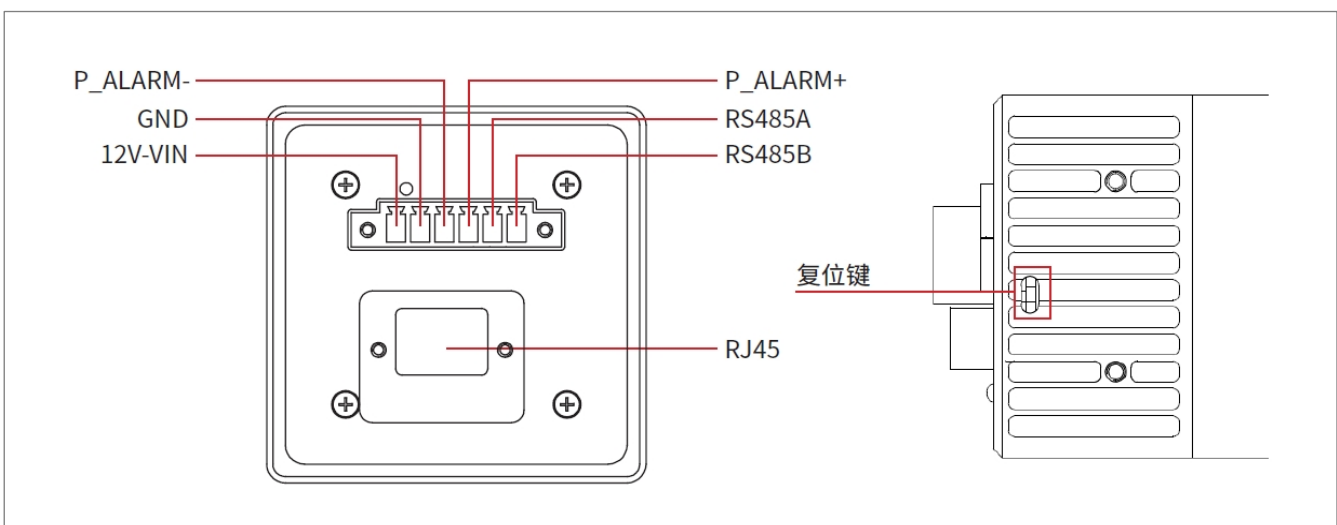 P_ALARM-
GND
12V-VIN
P_ALARM+
RS485A
RS485B
RJ45
复位键